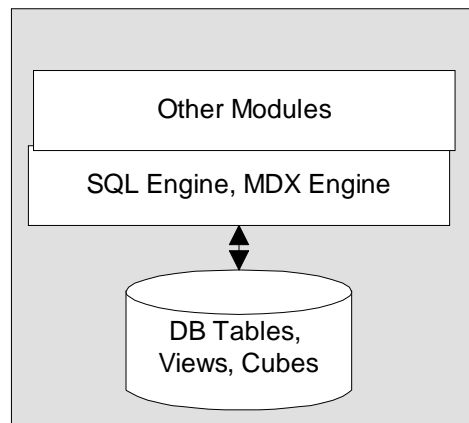 Other Modules
SQL Engine, MDX Engine
DB Tables,
Views, Cubes